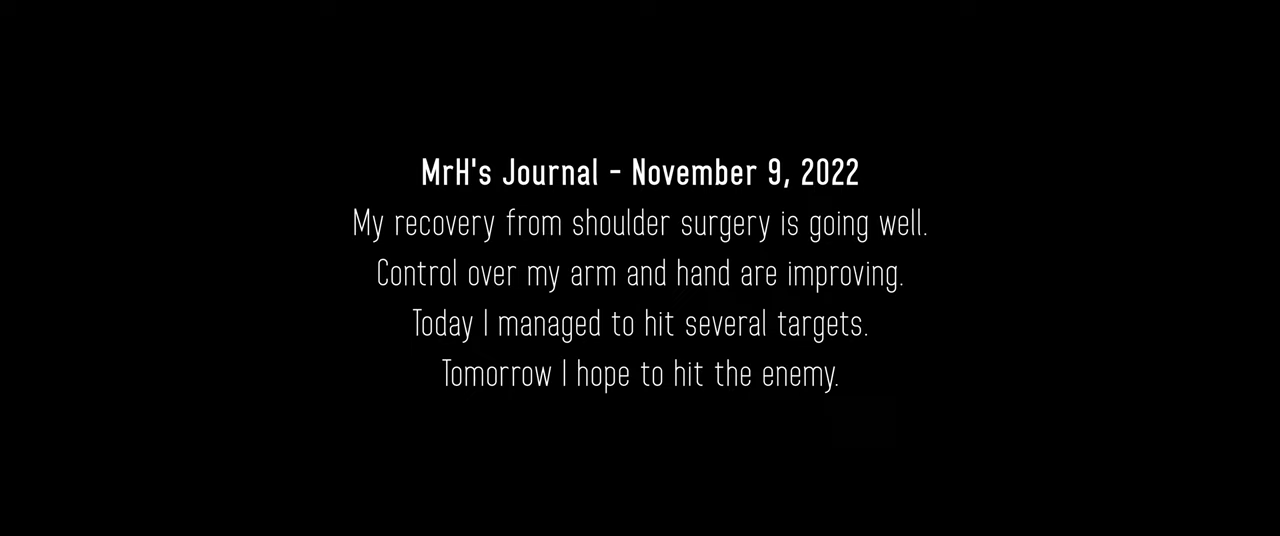 MrH's Journal - November 9, 2022
My recovery from shoulder surgery is going well.
Control over my arm and hand are improving.
Today I managed to hit several targets.
Tomorrow I hope to hit the enemy.